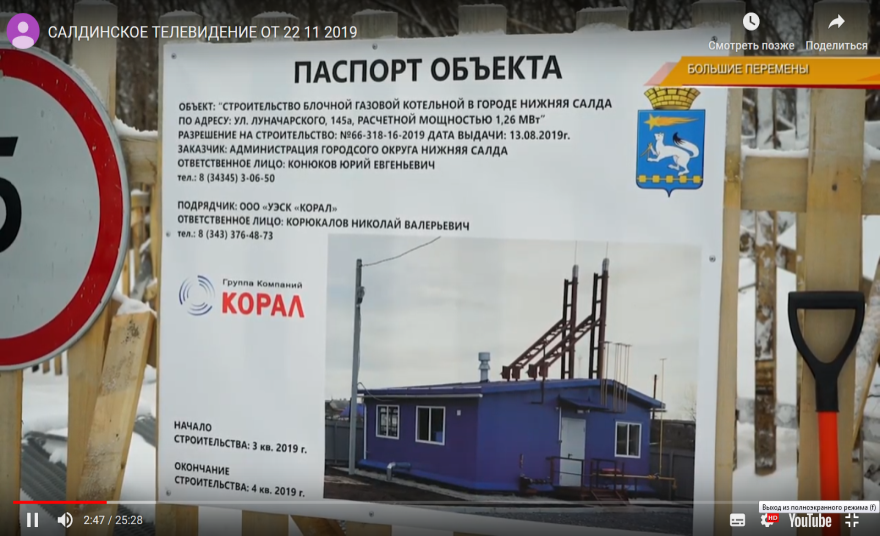 САЛДИНСКОЕ ТЕЛЕВИДЕНИЕ ОТ 22 11 2019
Смотреть позже
Поделиться
БОЛЬШИЕ ПЕРЕМЕНЫ
ПАСПОРТ ОБЪЕКТА
ОБЪЕКТ: "СТРОИТЕЛЬСТВО БЛОЧНОЙ ГАЗОВОЙ КОТЕЛЬНОЙ В ГОРОДЕ НИЖНЯЯ САЛДА
ПО АДРЕСУ: УЛ. ЛУНАЧАРСКОГО, 145а, РАСЧЕТНОЙ МОЩНОСТЬЮ 1,26 МВт"
РАЗРЕШЕНИЕ НА СТРОИТЕЛЬСТВО: №66-318-16-2019 ДАТА ВЫДАЧИ: 13.08.2019г.
ЗАКАЗЧИК: АДМИНИСТРАЦИЯ ГОРОДСОГО ОКРУГА НИЖНЯЯ САЛДА
ОТВЕТСТВЕННОЕ ЛИЦО: КОНЮКОВ ЮРИЙ ЕВГЕНЬЕВИЧ
тел.: 8 (34345) 3-06-50
ПОДРЯДЧИК: ООО «УЭСК «КОРАЛ»
ОТВЕТСТВЕННОЕ ЛИЦО: КОРЮКАЛОВ НИКОЛАЙ ВАЛЕРЬЕВИЧ
тел.: 8 (343) 376-48-73
Группа Компаний
КОРАЛ
НАЧАЛО
СТРОИТЕЛЬСТВА: 3 кв. 2019 г.
ОКОНЧАНИЕ
СТРОИТЕЛЬСТВА: 4 кв. 2019 г.
5
Выход из полноэкранного режима (f)
2:47 / 25:28
HD
YouTube